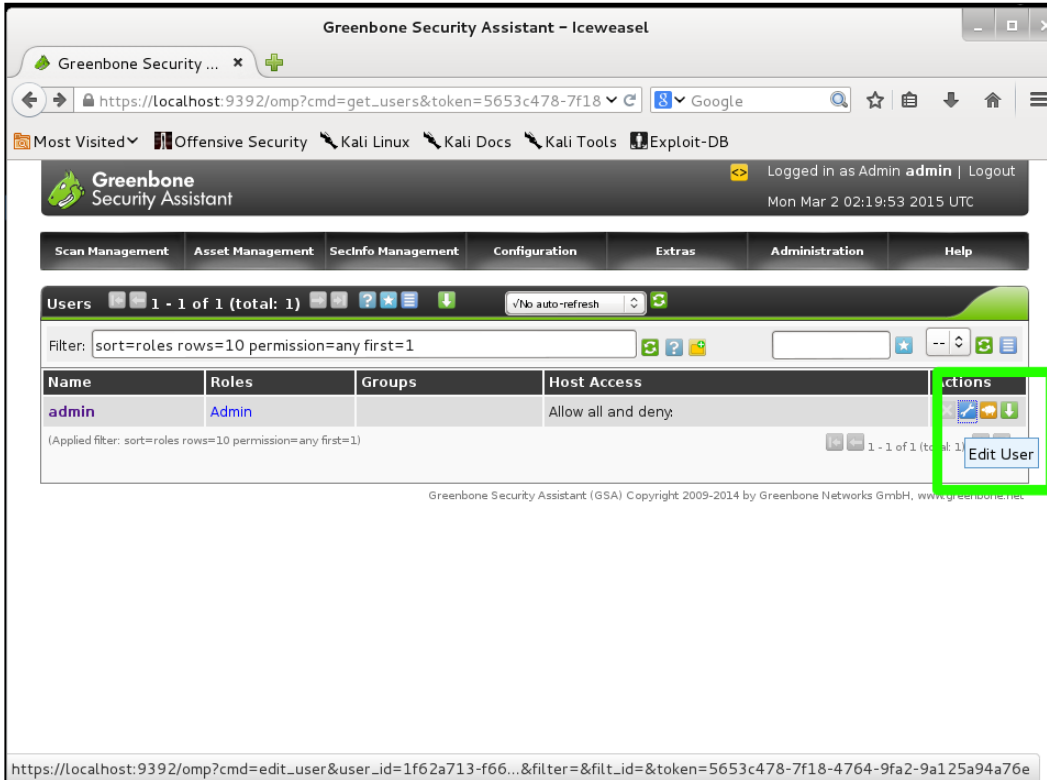 Greenbone Security Assistant – Iceweasel
Greenbone Security ...
https://localhost:9392/omp?cmd=get_users&token=5653c478-7f18 Google
Most Visited Offensive Security Kali Linux Kali Docs Kali Tools Exploit-DB
Greenbone
Security Assistant
Logged in as Admin admin | Logout
Mon Mar 2 02:19:53 2015 UTC
Scan Management Asset Management SecInfo Management Configuration Extras Administration Help
Users 1 - 1 of 1 (total: 1) √No auto-refresh
Filter: sort=roles rows=10 permission=any first=1 --
Name Roles Groups Host Access Actions
admin Admin Allow all and deny:
(Applied filter: sort=roles rows=10 permission=any first=1) 1 - 1 of 1 (total: 1)
Edit User
Greenbone Security Assistant (GSA) Copyright 2009-2014 by Greenbone Networks GmbH, www.greenbone.net
https://localhost:9392/omp?cmd=edit_user&user_id=1f62a713-f66...&filter=&filt_id=&token=5653c478-7f18-4764-9fa2-9a125a94a76e